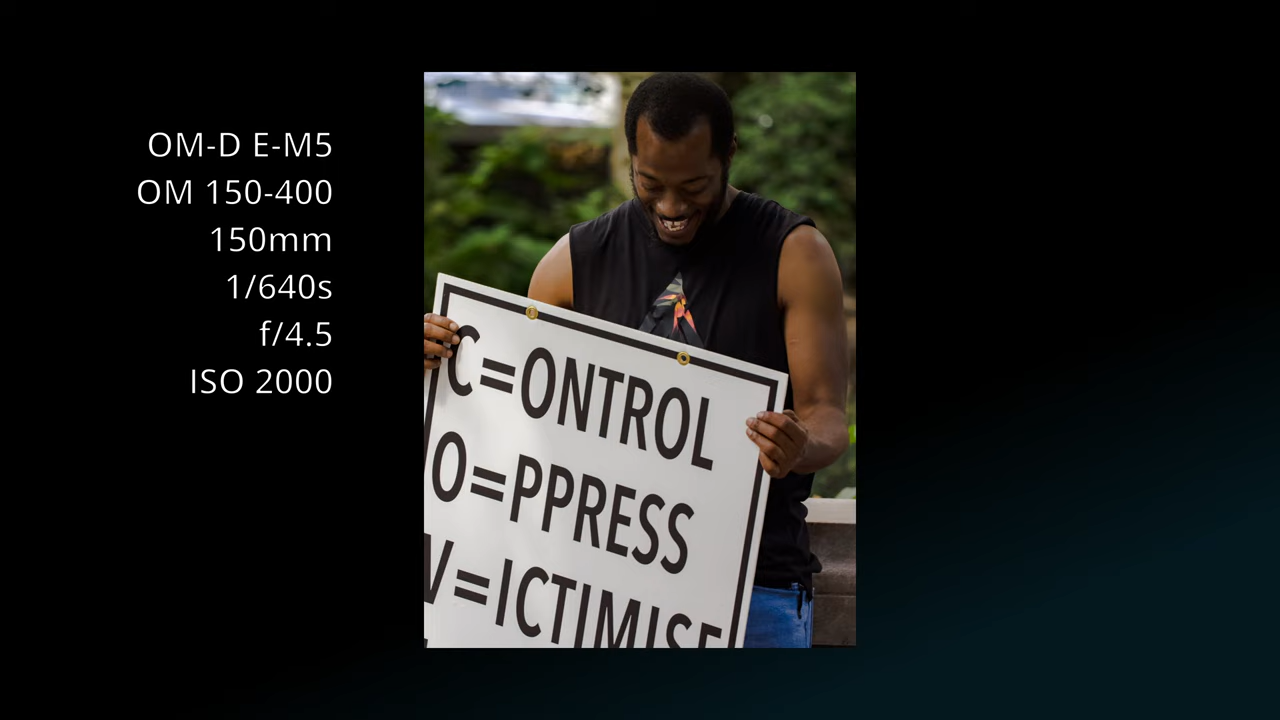 OM-D E-M5
OM 150-400
150mm
1/640s
f/4.5
ISO 2000
C=ONTROL
O=PPRESS
V=ICTIMISE